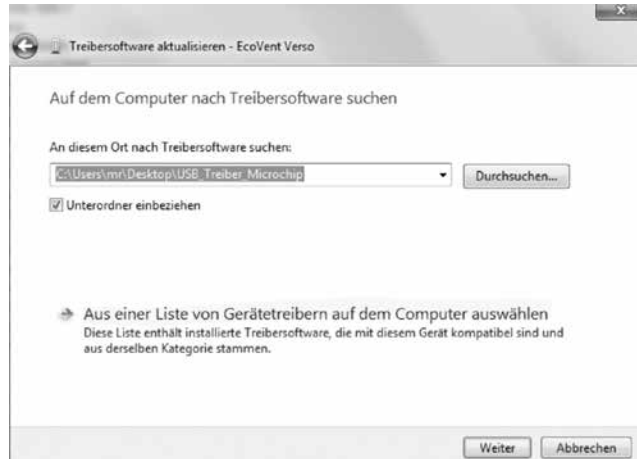 Treibersoftware aktualisieren - EcoVent Verso
Auf dem Computer nach Treibersoftware suchen
An diesem Ort nach Treibersoftware suchen:
C:\Users\mr\Desktop\USB_Treiber_Microchip
Durchsuchen...
Unterordner einbeziehen
Aus einer Liste von Gerätetreibern auf dem Computer auswählen
Diese Liste enthält installierte Treibersoftware, die mit diesem Gerät kompatibel sind und
aus derselben Kategorie stammen.
Weiter
Abbrechen